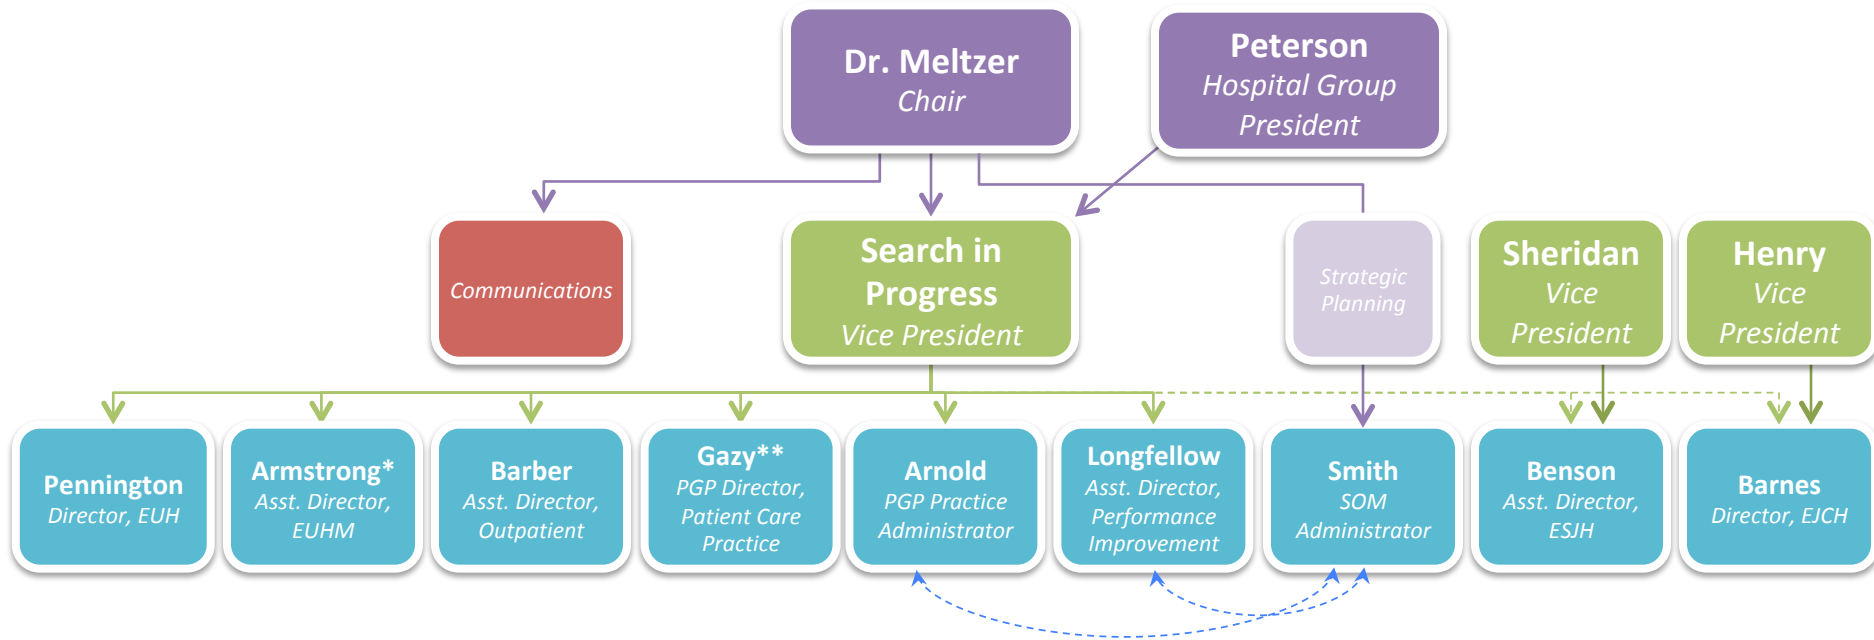 Dr. Meltzer
Chair
Peterson
Hospital Group
President
Communications
Search in
Progress
Vice President
Strategic
Planning
Sheridan
Vice
President
Henry
Vice
President
Pennington
Director, EUH
Armstrong*
Asst. Director,
EUHM
Barber
Asst. Director,
Outpatient
Gazy**
PGP Director,
Patient Care
Practice
Arnold
PGP Practice
Administrator
Longfellow
Asst. Director,
Performance
Improvement
Smith
SOM
Administrator
Benson
Asst. Director,
ESJH
Barnes
Director, EJCH